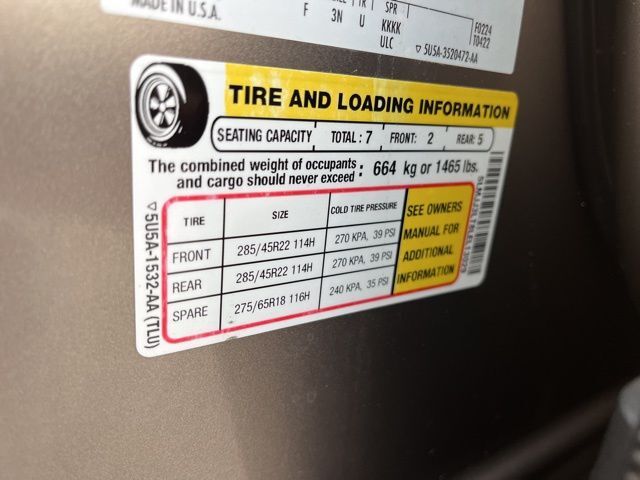 MADE IN U.S.A.
F 3N U
SPR
KKKK
ULC
F0224
T0422
▽ 5U5A-3520472-AA
TIRE AND LOADING INFORMATION
SEATING CAPACITY TOTAL : 7 FRONT: 2 REAR: 5
The combined weight of occupants
and cargo should never exceed : 664 kg or 1465 lbs.
TIRE SIZE COLD TIRE PRESSURE
FRONT 285/45R22 114H 270 KPA, 39 PSI
REAR 285/45R22 114H 270 KPA, 39 PSI
SPARE 275/65R18 116H 240 KPA, 35 PSI
SEE OWNERS
MANUAL FOR
ADDITIONAL
INFORMATION
▽ 5U5A-1532-AA (TLU)